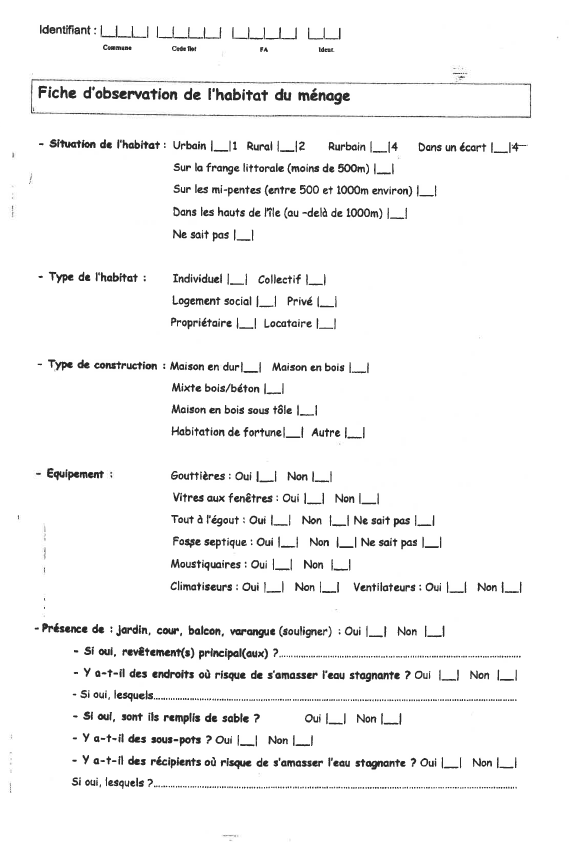 Identifiant : |__|__|__| |__|__|__|__| |__|__|__|__| |__|__|
Commune Code îlot FA Ident.
Fiche d'observation de l'habitat du ménage
- Situation de l'habitat : Urbain |__|1 Rural |__|2 Rurbain |__|4 Dans un écart |__|4
Sur la frange littorale (moins de 500m) |__|
Sur les mi-pentes (entre 500 et 1000m environ) |__|
Dans les hauts de l'île (au -delà de 1000m) |__|
Ne sait pas |__|
- Type de l'habitat : Individuel |__| Collectif |__|
Logement social |__| Privé |__|
Propriétaire |__| Locataire |__|
- Type de construction : Maison en dur|__| Maison en bois |__|
Mixte bois/béton |__|
Maison en bois sous tôle |__|
Habitation de fortune|__| Autre |__|
- Equipement : Gouttières : Oui |__| Non |__|
Vitres aux fenêtres : Oui |__| Non |__|
Tout à l'égout : Oui |__| Non |__| Ne sait pas |__|
Fosse septique : Oui |__| Non |__| Ne sait pas |__|
Moustiquaires : Oui |__| Non |__|
Climatiseurs : Oui |__| Non |__| Ventilateurs : Oui |__| Non |__|
- Présence de : jardin, cour, balcon, varangue (souligner) : Oui |__| Non |__|
- Si oui, revêtement(s) principal(aux) ?..........
- Y a-t-il des endroits où risque de s'amasser l'eau stagnante ? Oui |__| Non |__|
- Si oui, lesquels..........
- Si oui, sont ils remplis de sable ? Oui |__| Non |__|
- Y a-t-il des sous-pots ? Oui |__| Non |__|
- Y a-t-il des récipients où risque de s'amasser l'eau stagnante ? Oui |__| Non |__|
Si oui, lesquels ?..........